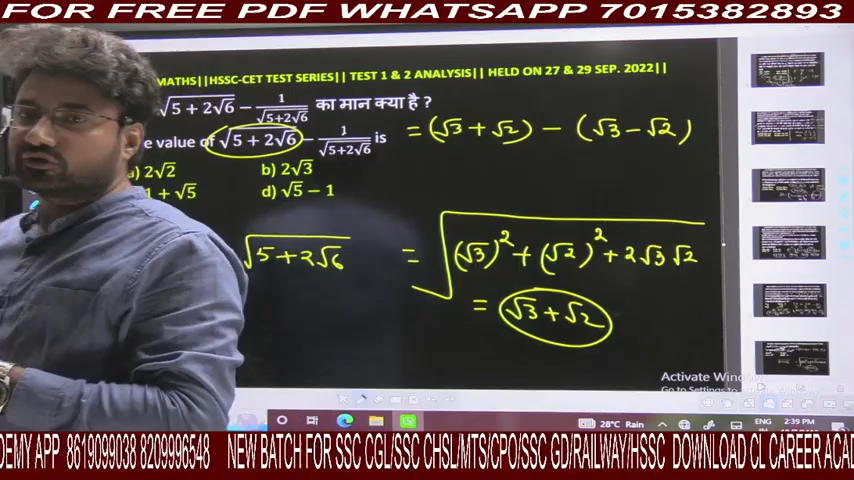 FOR FREE PDF WHATSAPP 7015382893
MATHS||HSSC-CET TEST SERIES|| TEST 1 & 2 ANALYSIS|| HELD ON 27 & 29 SEP. 2022||
√5 + 2√6 − 1/√5+2√6 का मान क्या है ?
e value of √5 + 2√6 − 1/√5+2√6 is
a) 2√2 b) 2√3
1 + √5 d) √5 − 1
= (√3 + √2) − (√3 − √2)
√5 + 2√6 = √(√3)² + (√2)² + 2√3 √2
= √3 + √2
Activate Windo
Go to Settings to
28°C Rain
ENG
2:39 PM
DEMY APP 8619099038 8209996548 NEW BATCH FOR SSC CGL/SSC CHSL/MTS/CPO/SSC GD/RAILWAY/HSSC DOWNLOAD CL CAREER ACA